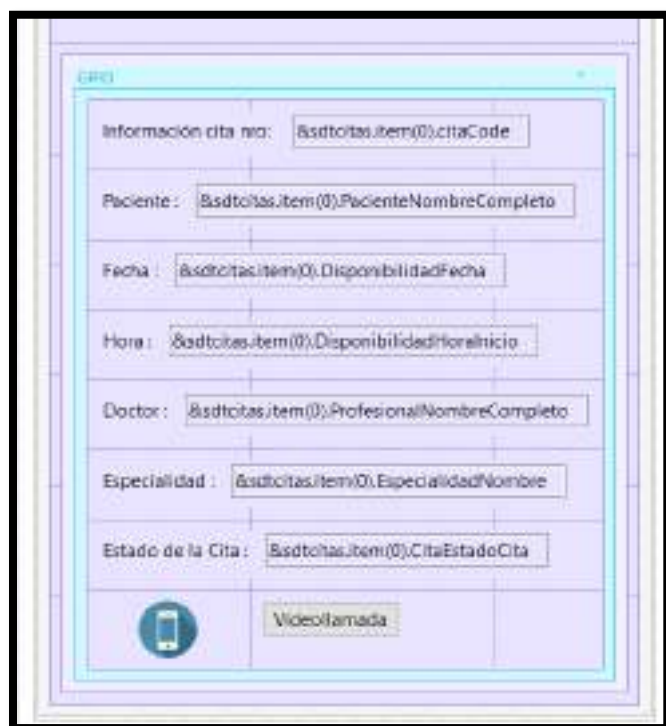 GRID
Información cita nro: &sdtcitas.item(0).citaCode
Paciente : &sdtcitas.item(0).PacienteNombreCompleto
Fecha : &sdtcitas.item(0).DisponibilidadFecha
Hora : &sdtcitas.item(0).DisponibilidadHoraInicio
Doctor : &sdtcitas.item(0).ProfesionalNombreCompleto
Especialidad : &sdtcitas.item(0).EspecialidadNombre
Estado de la Cita : &sdtcitas.item(0).CitaEstadoCita
Videollamada